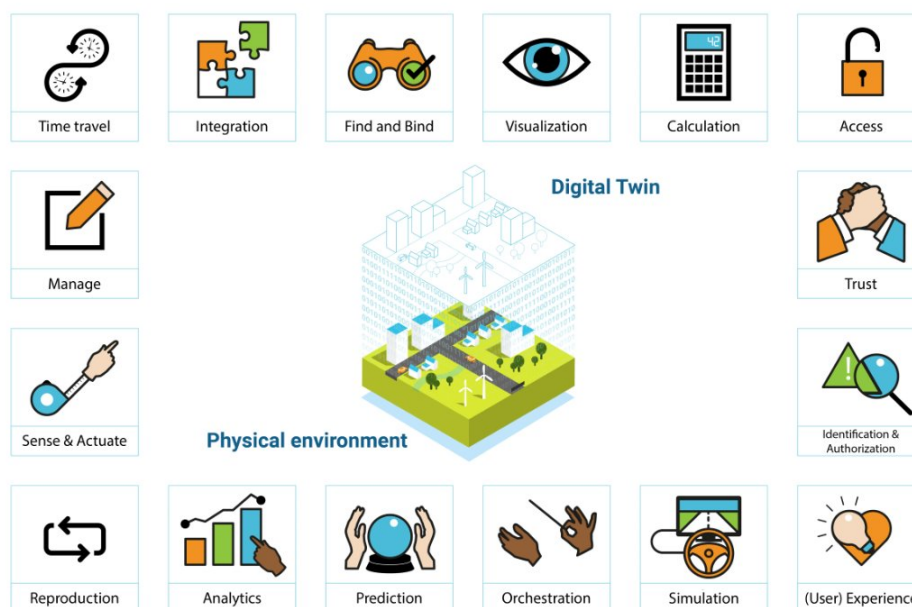 42
Time travel
Integration
Find and Bind
Visualization
Calculation
Access
Digital Twin
Manage
Trust
Sense & Actuate
Physical environment
Identification &
Authorization
Reproduction
Analytics
Prediction
Orchestration
Simulation
(User) Experience